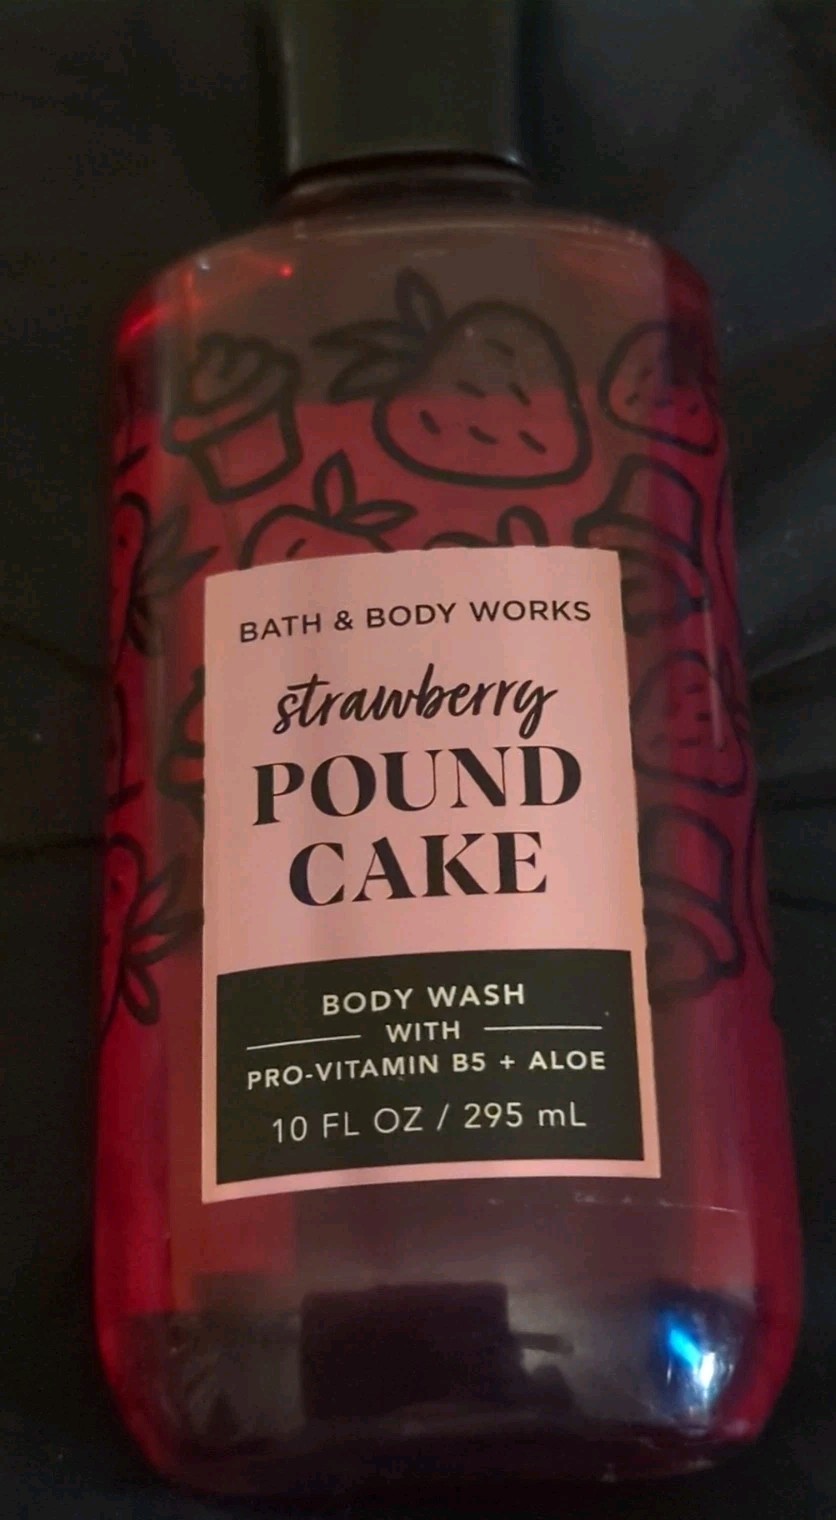 BATH & BODY WORKS
strawberry
POUND
CAKE
BODY WASH
WITH
PRO-VITAMIN B5 + ALOE
10 FL OZ / 295 mL